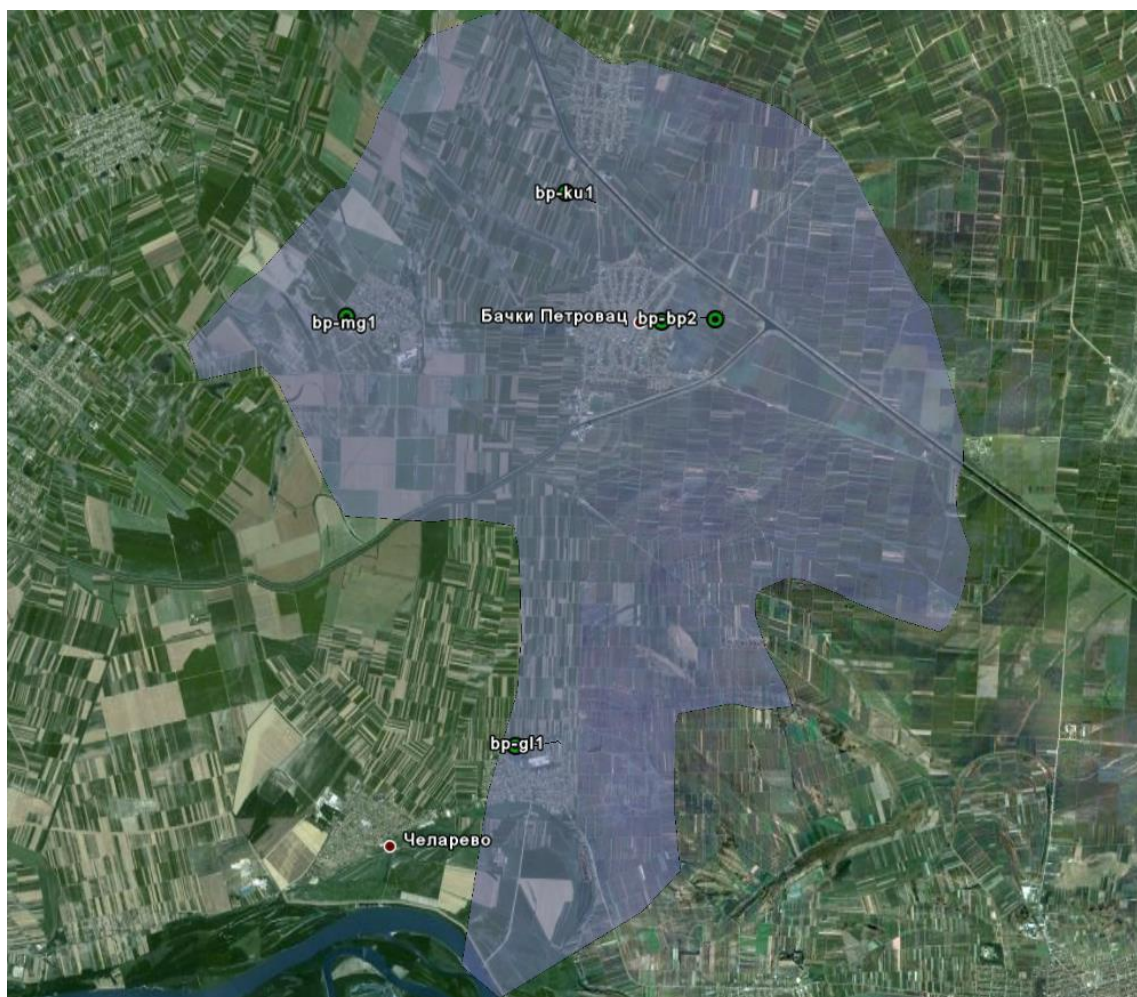 bp-ku1
bp-mg1
Бачки Петровац
bp-bp2
bp-gl1
Челарево